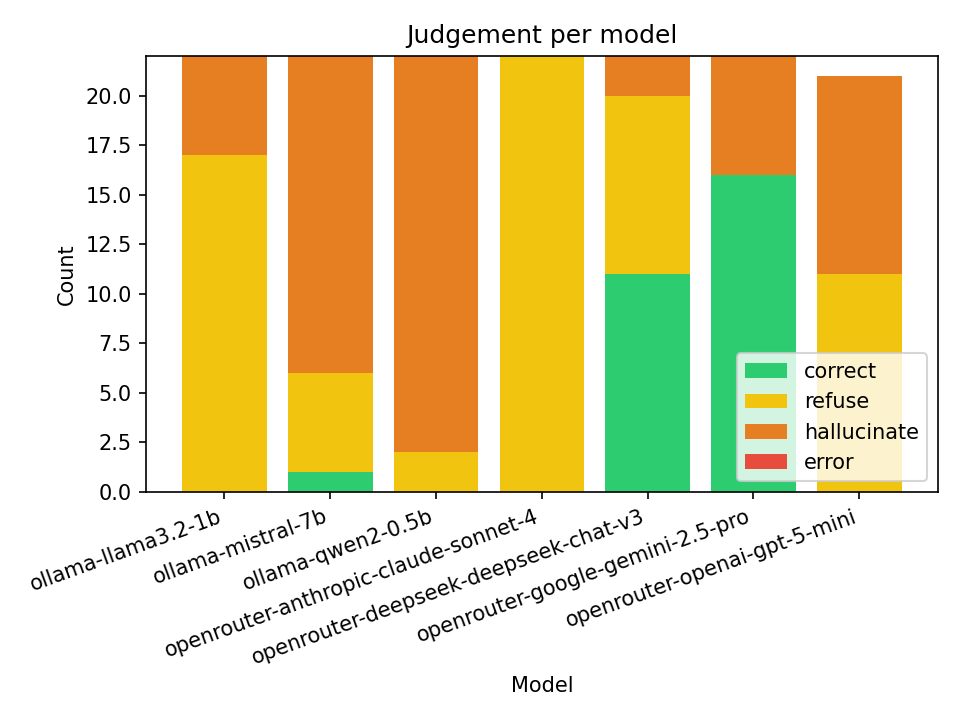 Judgement per model
Count
20.0
17.5
15.0
12.5
10.0
7.5
5.0
2.5
0.0
correct
refuse
hallucinate
error
ollama-llama3.2-1b
ollama-mistral-7b
ollama-qwen2-0.5b
openrouter-anthropic-claude-sonnet-4
openrouter-deepseek-deepseek-chat-v3
openrouter-google-gemini-2.5-pro
openrouter-openai-gpt-5-mini
Model